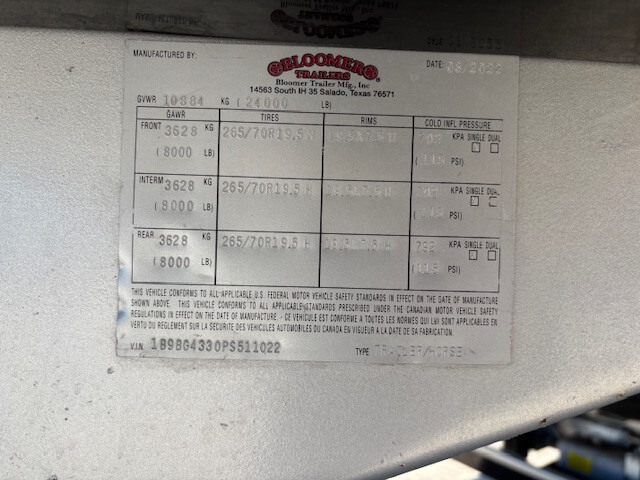 MANUFACTURED BY:
BLOOMER
TRAILERS
DATE: 08/2022
Bloomer Trailer Mfg., Inc
14563 South IH 35 Salado, Texas 76571
GVWR 10884 KG ( 24000 LB)
GAWR TIRES RIMS COLD INFL PRESSURE
FRONT 3628 KG 265/70R19.5 H KPA SINGLE DUAL
(8000 LB) PSI)
INTERM 3628 KG 265/70R19.5 H KPA SINGLE DUAL
(8000 LB) PSI)
REAR 3628 KG 265/70R19.5 H 792 KPA SINGLE DUAL
(8000 LB) PSI)
THIS VEHICLE CONFORMS TO ALL APPLICABLE U.S. FEDERAL MOTOR VEHICLE SAFETY STANDARDS IN EFFECT ON THE DATE OF MANUFACTURE
SHOWN ABOVE. THIS VEHICLE CONFORMS TO ALL APPLICABLE STANDARDS PRESCRIBED UNDER THE CANADIAN MOTOR VEHICLE SAFETY
REGULATIONS IN EFFECT ON THE DATE OF MANUFACTURE - CE VÉHICULE EST CONFORME A TOUTES LES NORMES QUI LUI SONT APPLICABLES EN
VERTU DU REGLEMENT SUR LA SECURITE DES VEHICULES AUTOMOBILES DU CANADA EN VIGUEUR A LA DATE DE SA FABRICATION.
VIN 1B9BG4330PS511022 TYPE TRAILER/HORSE